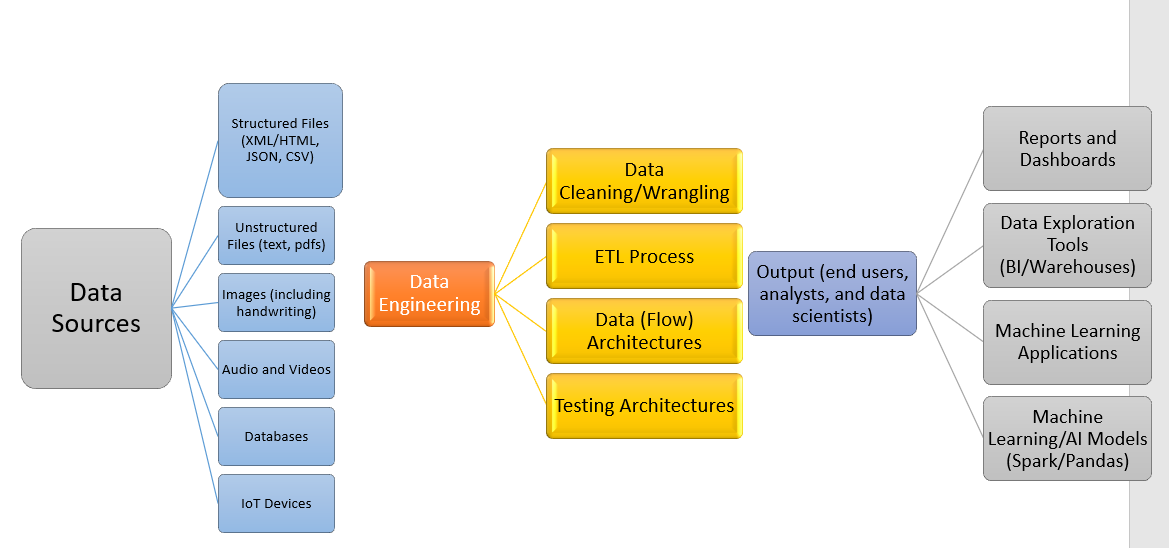 Data
Sources
Structured Files
(XML/HTML,
JSON, CSV)
Unstructured
Files (text, pdfs)
Images (including
handwriting)
Audio and Videos
Databases
IoT Devices
Data
Engineering
Data
Cleaning/Wrangling
ETL Process
Data (Flow)
Architectures
Testing Architectures
Output (end users,
analysts, and data
scientists)
Reports and
Dashboards
Data Exploration
Tools
(BI/Warehouses)
Machine Learning
Applications
Machine
Learning/AI Models
(Spark/Pandas)